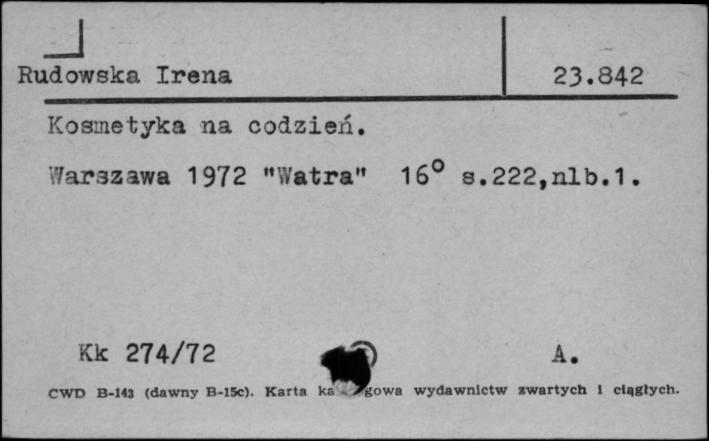 Rudowska Irena 23.842
Kosmetyka na codzień.
Warszawa 1972 "Watra" 16° s.222,nlb.1.
Kk 274/72 A.
CWD B-143 (dawny B-15c). Karta ka gowa wydawnictw zwartych i ciągłych.